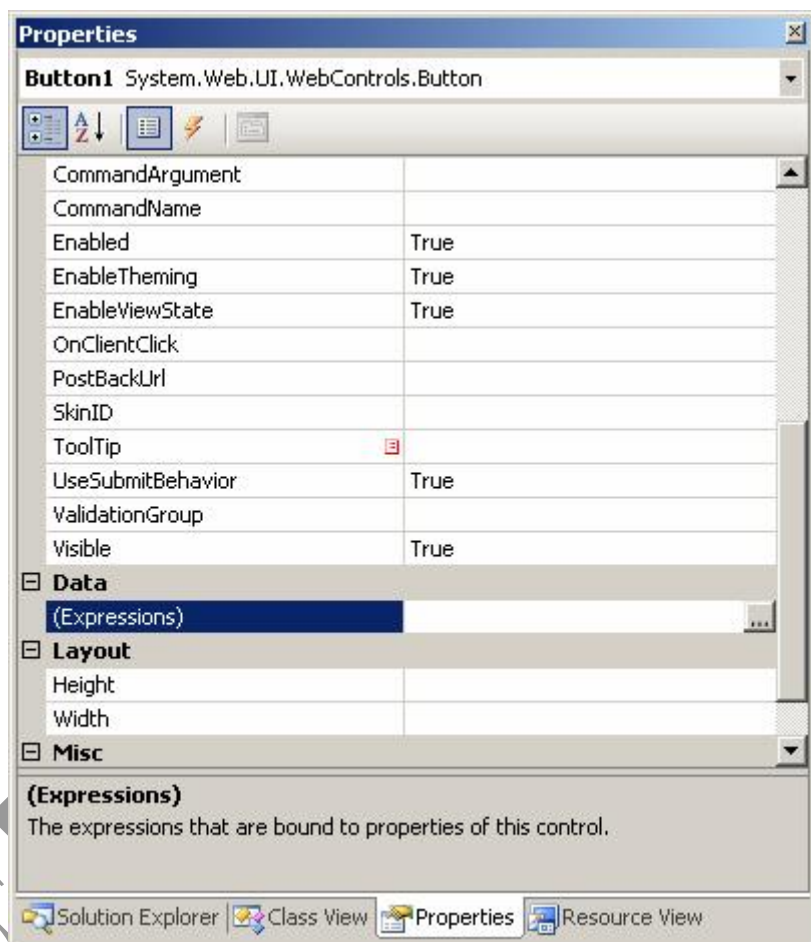 Properties
Button1 System.Web.UI.WebControls.Button
CommandArgument
CommandName
Enabled True
EnableTheming True
EnableViewState True
OnClientClick
PostBackUrl
SkinID
ToolTip
UseSubmitBehavior True
ValidationGroup
Visible True
Data
(Expressions) ...
Layout
Height
Width
Misc
(Expressions)
The expressions that are bound to properties of this control.
Solution Explorer Class View Properties Resource View